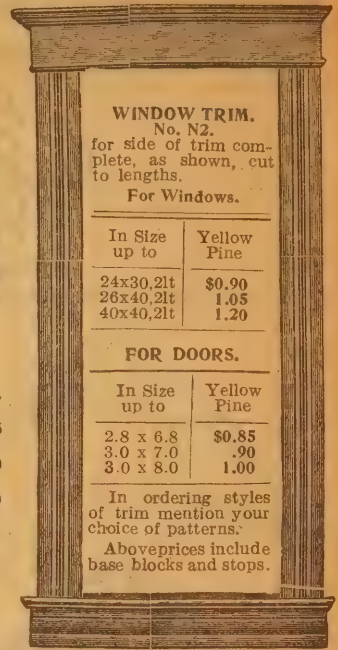 WINDOW TRIM.
No. N2.
for side of trim com-
plete, as shown, cut
to lengths.
For Windows.
In Size Yellow
up to Pine
24x30,2lt $0.90
26x40,2lt 1.05
40x40,2lt 1.20
FOR DOORS.
In Size Yellow
up to Pine
2.8 x 6.8 $0.85
3.0 x 7.0 .90
3.0 x 8.0 1.00
In ordering styles
of trim mention your
choice of patterns.
Aboveprices include
base blocks and stops.